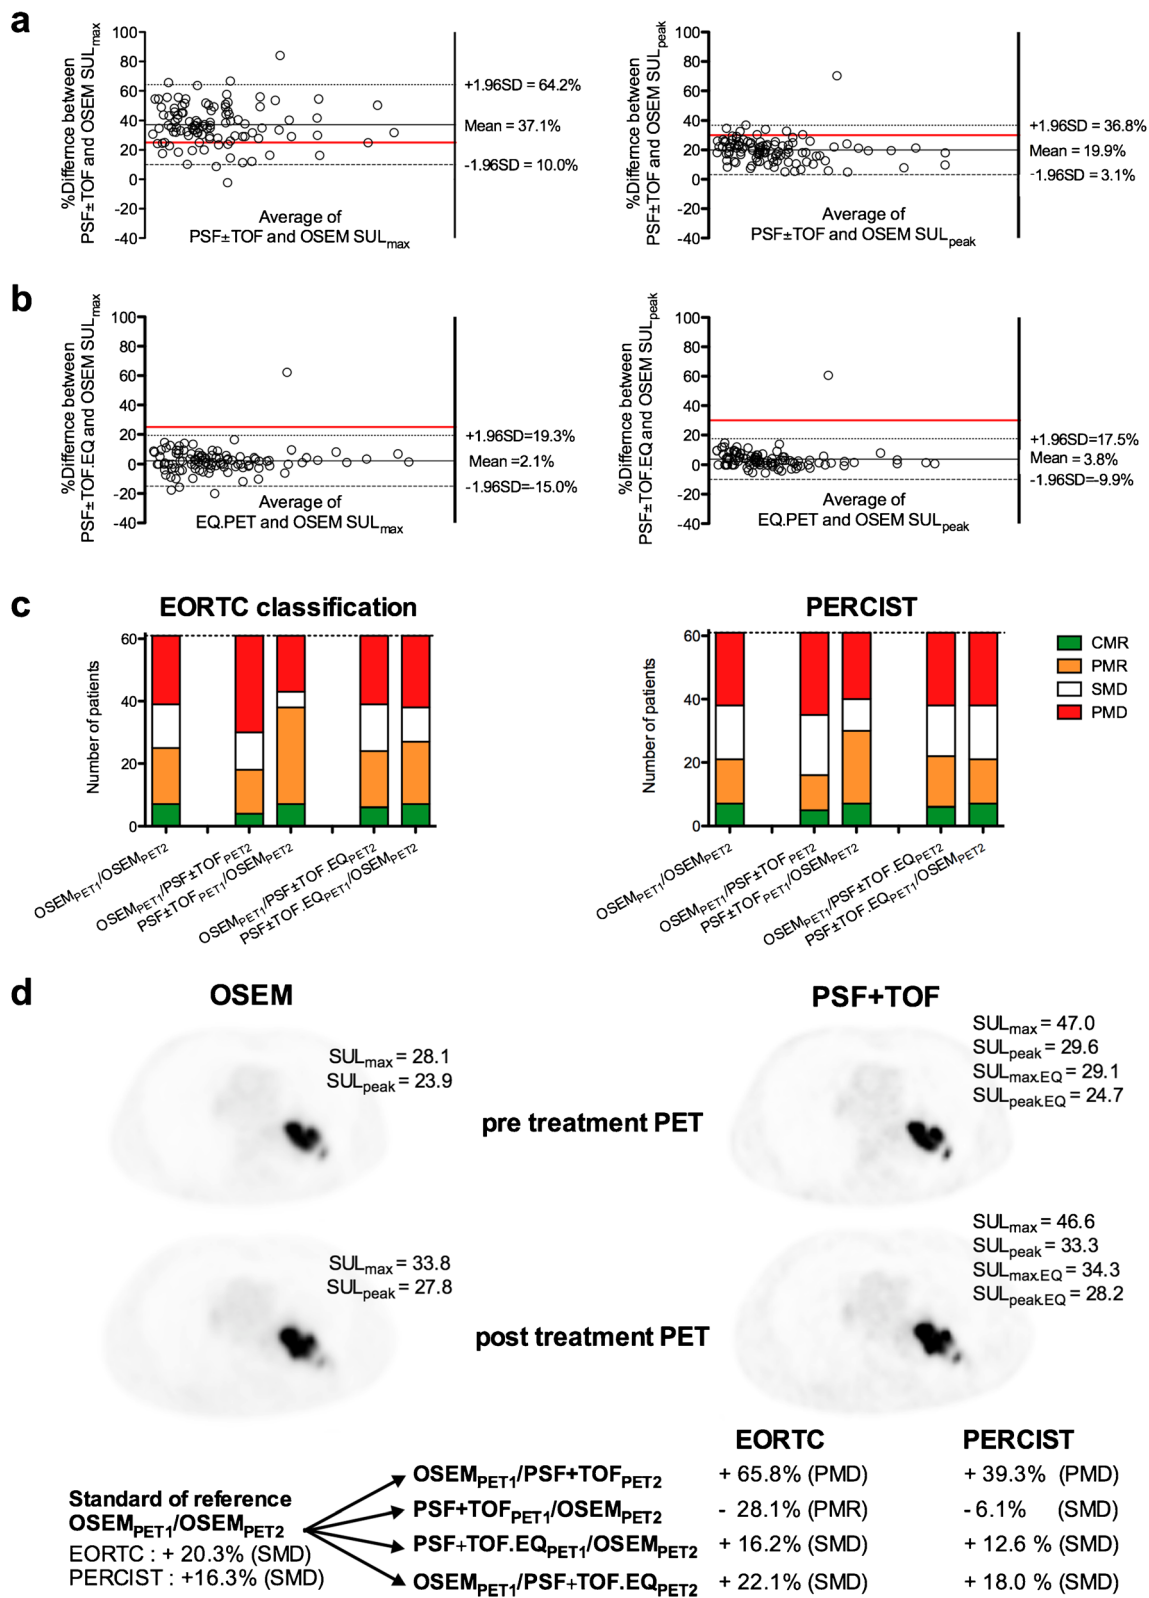 a
%Differnce between
PSF±TOF and OSEM SULmax
100
80
60
40
20
0
-20
-40
+1.96SD = 64.2%
Mean = 37.1%
-1.96SD = 10.0%
Average of
PSF±TOF and OSEM SULmax
%Differnce between
PSF±TOF and OSEM SULpeak
100
80
60
40
20
0
-20
-40
+1.96SD = 36.8%
Mean = 19.9%
-1.96SD = 3.1%
Average of
PSF±TOF and OSEM SULpeak
b
%Differnce between
PSF±TOF.EQ and OSEM SULmax
100
80
60
40
20
0
-20
-40
+1.96SD=19.3%
Mean =2.1%
-1.96SD=-15.0%
Average of
EQ.PET and OSEM SULmax
%Differnce between
PSF±TOF.EQ and OSEM SULpeak
100
80
60
40
20
0
-20
-40
+1.96SD=17.5%
Mean = 3.8%
-1.96SD=-9.9%
Average of
EQ.PET and OSEM SULpeak
c
EORTC classification
Number of patients
60
40
20
0
OSEMPET1/OSEMPET2
OSEMPET1/PSF±TOFPET2
PSF±TOFPET1/OSEMPET2
OSEMPET1/PSF±TOF.EQPET2
PSF±TOF.EQPET1/OSEMPET2
PERCIST
Number of patients
60
40
20
0
OSEMPET1/OSEMPET2
OSEMPET1/PSF±TOFPET2
PSF±TOFPET1/OSEMPET2
OSEMPET1/PSF±TOF.EQPET2
PSF±TOF.EQPET1/OSEMPET2
CMR
PMR
SMD
PMD
d
OSEM
PSF+TOF
SULmax = 28.1
SULpeak = 23.9
pre treatment PET
SULmax = 47.0
SULpeak = 29.6
SULmax.EQ = 29.1
SULpeak.EQ = 24.7
SULmax = 33.8
SULpeak = 27.8
post treatment PET
SULmax = 46.6
SULpeak = 33.3
SULmax.EQ = 34.3
SULpeak.EQ = 28.2
EORTC PERCIST
Standard of reference
OSEMPET1/OSEMPET2
EORTC : + 20.3% (SMD)
PERCIST : +16.3% (SMD)
OSEMPET1/PSF+TOFPET2 + 65.8% (PMD) + 39.3% (PMD)
PSF+TOFPET1/OSEMPET2 - 28.1% (PMR) - 6.1% (SMD)
PSF+TOF.EQPET1/OSEMPET2 + 16.2% (SMD) + 12.6 % (SMD)
OSEMPET1/PSF+TOF.EQPET2 + 22.1% (SMD) + 18.0 % (SMD)